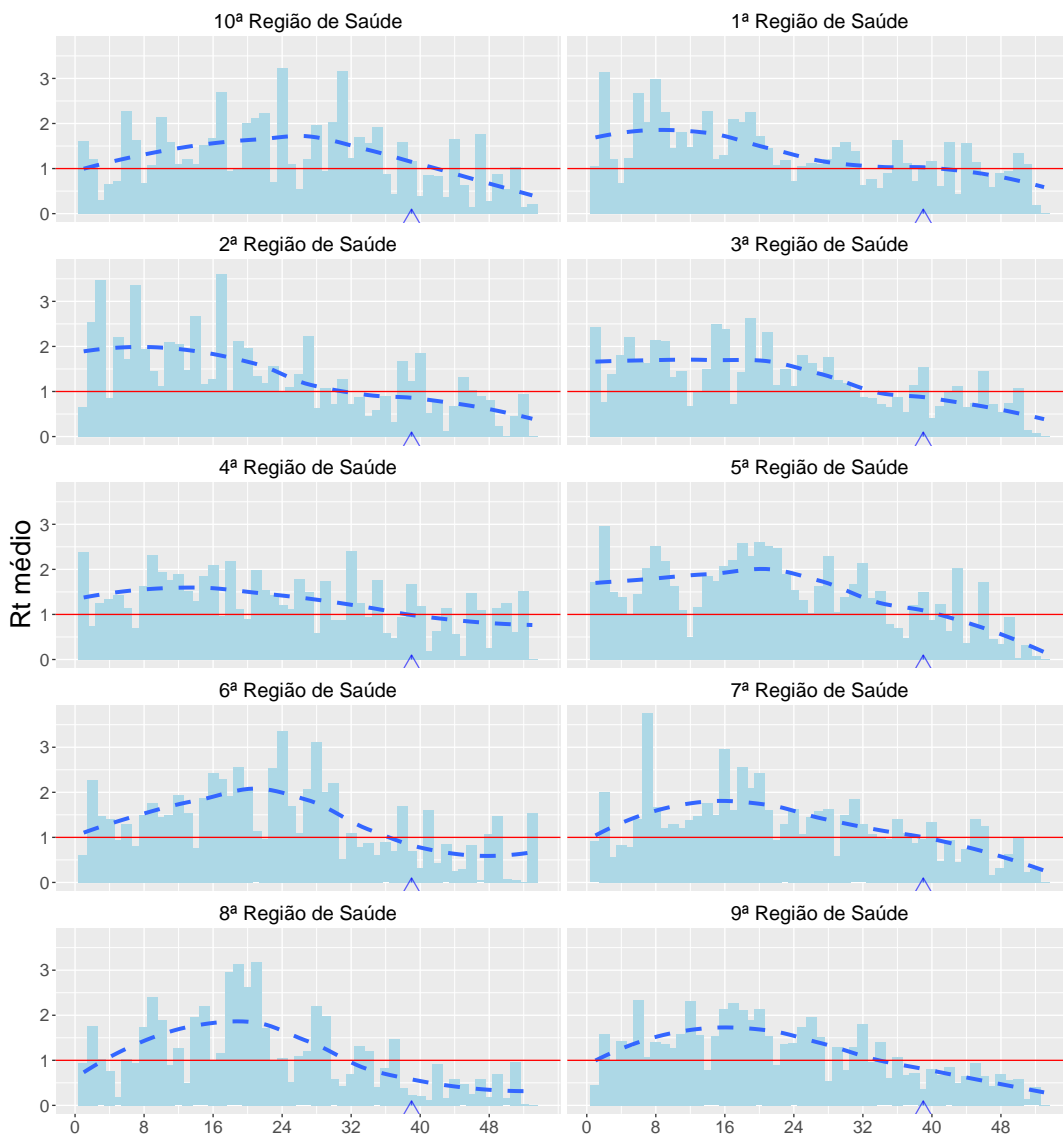 10ª Região de Saúde
1ª Região de Saúde
3
2
1
0
2ª Região de Saúde
3ª Região de Saúde
3
2
1
0
4ª Região de Saúde
5ª Região de Saúde
3
2
1
0
Rt médio
6ª Região de Saúde
7ª Região de Saúde
3
2
1
0
8ª Região de Saúde
9ª Região de Saúde
3
2
1
0
0 8 16 24 32 40 48 0 8 16 24 32 40 48